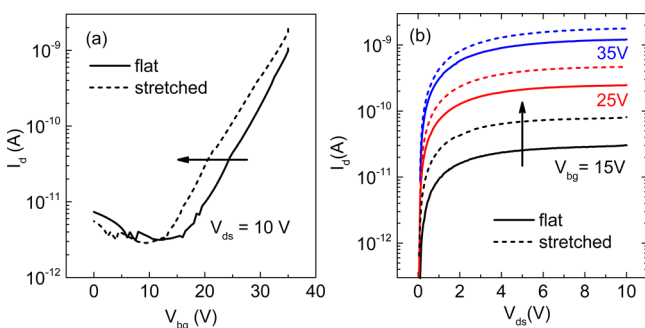 (a)
flat
stretched
V_ds = 10 V
I_d (A)
10^-9
10^-10
10^-11
10^-12
0 10 20 30 40
V_bg (V)
(b)
35V
25V
V_bg = 15V
flat
stretched
I_d(A)
10^-9
10^-10
10^-11
10^-12
0 2 4 6 8 10
V_ds(V)